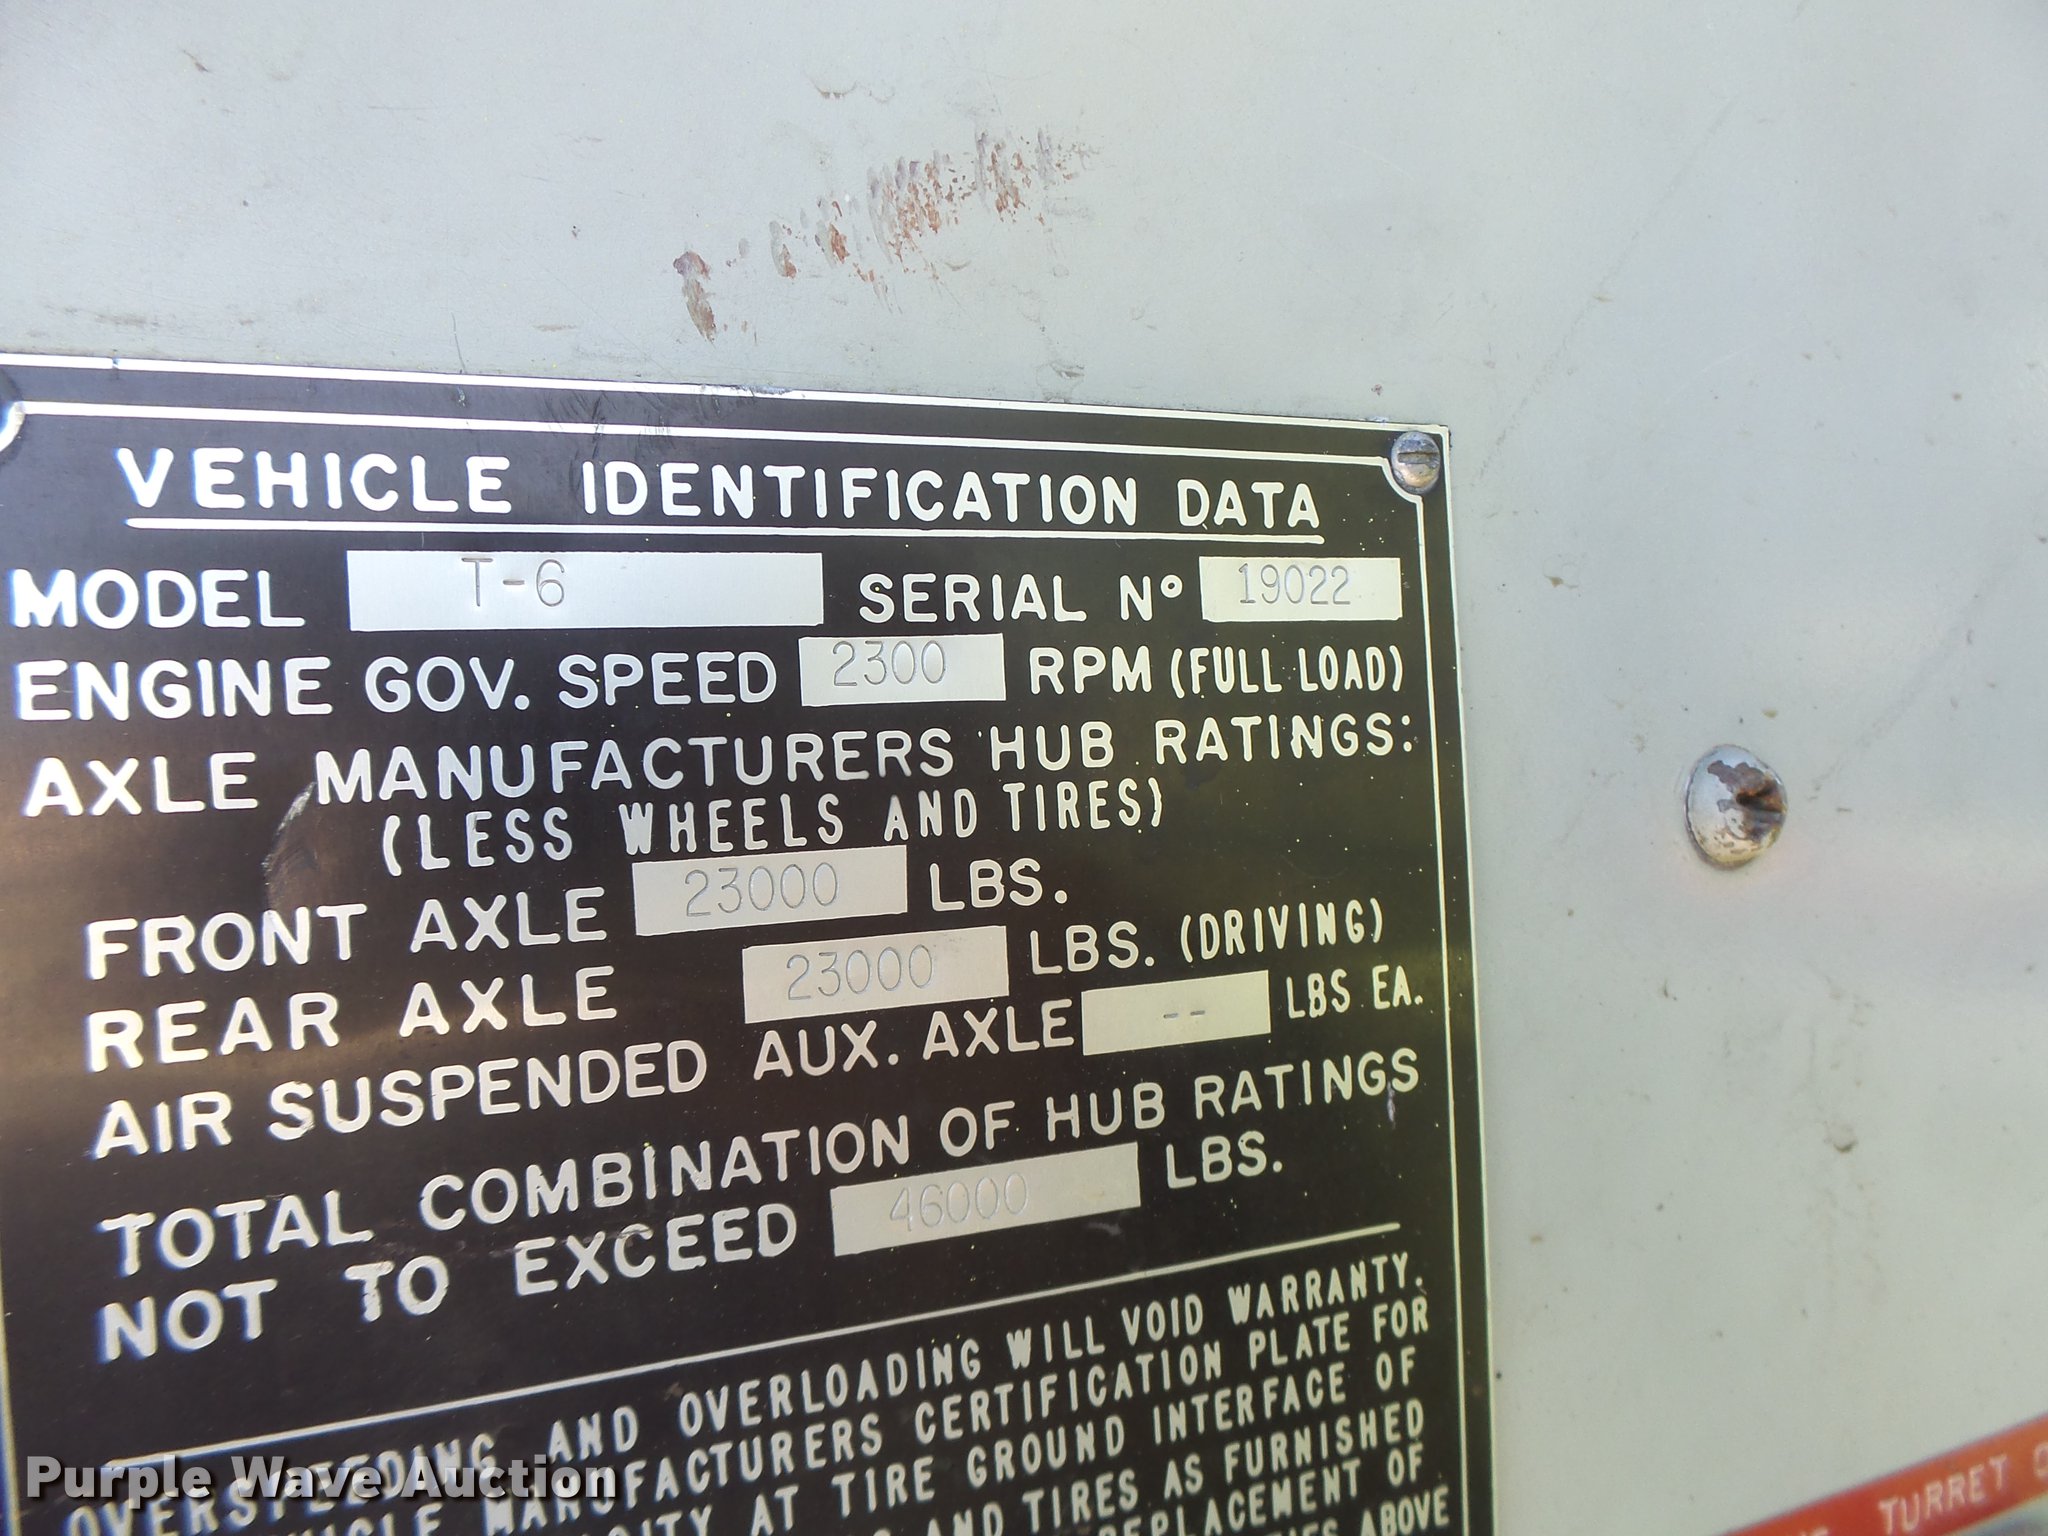 VEHICLE IDENTIFICATION DATA
MODEL T-6 SERIAL Nº 19022
ENGINE GOV. SPEED 2300 RPM (FULL LOAD)
AXLE MANUFACTURERS HUB RATINGS:
(LESS WHEELS AND TIRES)
FRONT AXLE 23000 LBS.
REAR AXLE 23000 LBS. (DRIVING)
AIR SUSPENDED AUX. AXLE -- LBS EA.
TOTAL COMBINATION OF HUB RATINGS
NOT TO EXCEED 46000 LBS.
OVERSPEEDING AND OVERLOADING WILL VOID WARRANTY.
MANUFACTURERS CERTIFICATION PLATE FOR
AT TIRE GROUND INTERFACE OF
AND TIRES AS FURNISHED
REPLACEMENT OF
ABOVE
TURRET
Purple Wave Auction